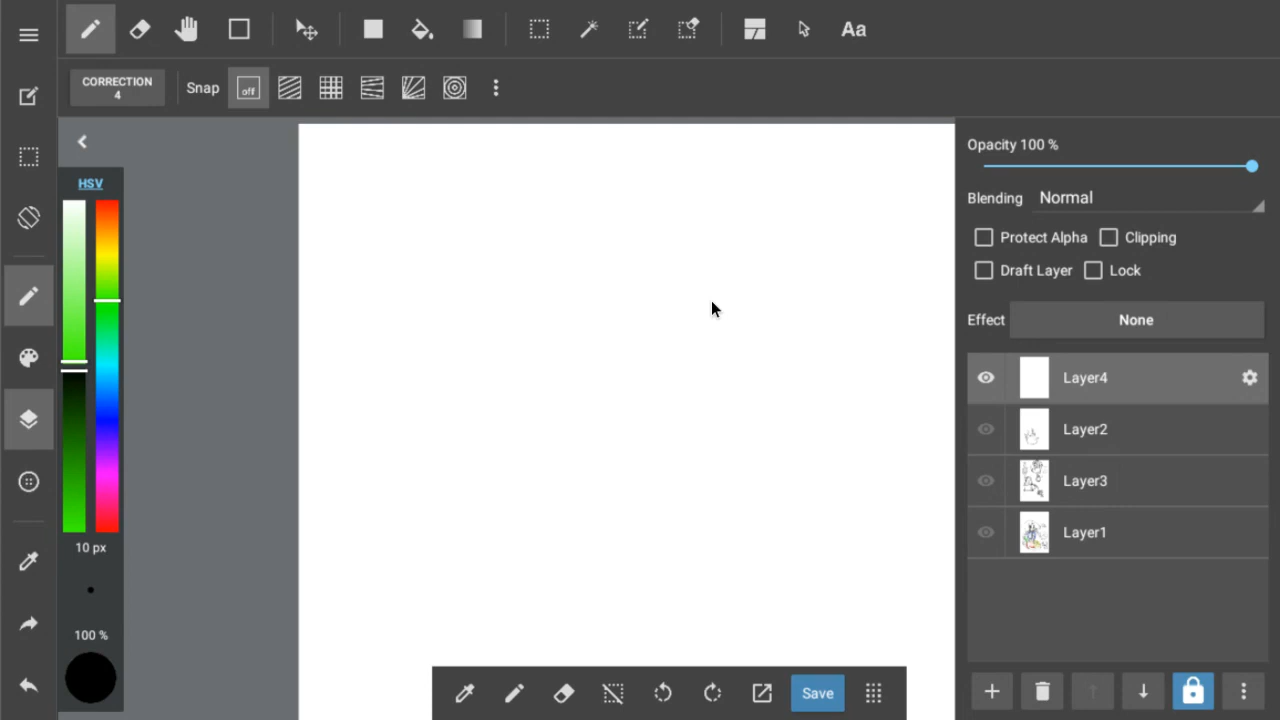 Aa
CORRECTION
4
Snap
off
HSV
10 px
100 %
Opacity 100 %
Blending Normal
Protect Alpha Clipping
Draft Layer Lock
Effect None
Layer4
Layer2
Layer3
Layer1
Save